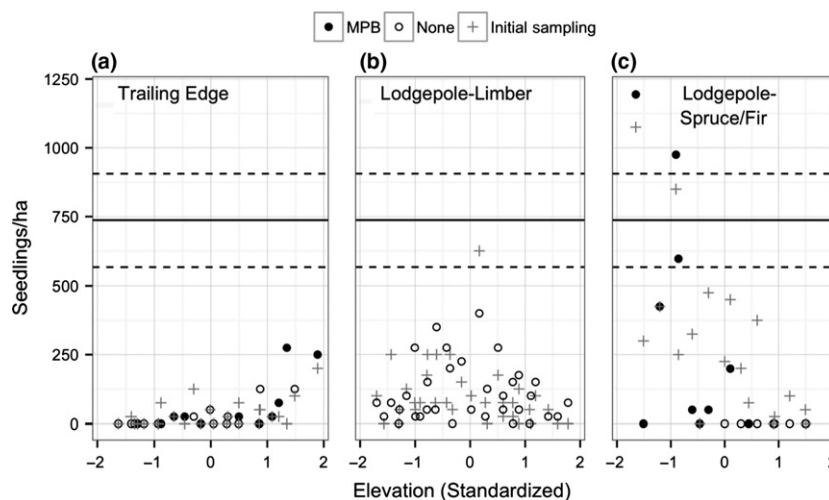 MPB None Initial sampling
(a) (b) (c)
Trailing Edge Lodgepole-Limber Lodgepole-
Spruce/Fir
1250
1000
750
500
250
0
Seedlings/ha
−2 −1 0 1 2 −2 −1 0 1 2 −2 −1 0 1 2
Elevation (Standardized)